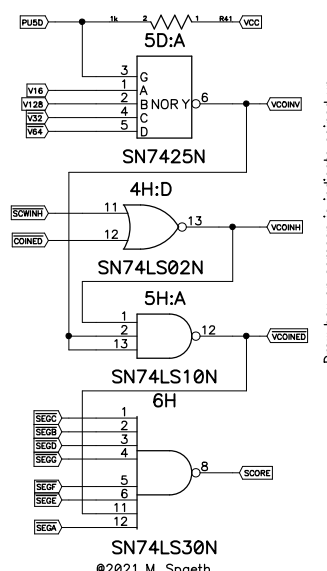 PU5D 1k 2 1 R41 VCC
5D:A
3 G
V16 1 A
V128 2 B NOR Y 6 VCOINV
V32 4 C
V64 5 D
SN7425N
4H:D
SCWINH 11
13 VCOINH
COINED 12
SN74LS02N
5H:A
1
2 12 VCOINED
13
SN74LS10N
6H
SEGC 1
SEGB 2
SEGD 3
SEGG 4
8 SCORE
SEGF 5
SEGE 6
11
SEGA 12
SN74LS30N
@2021 M. Spaeth